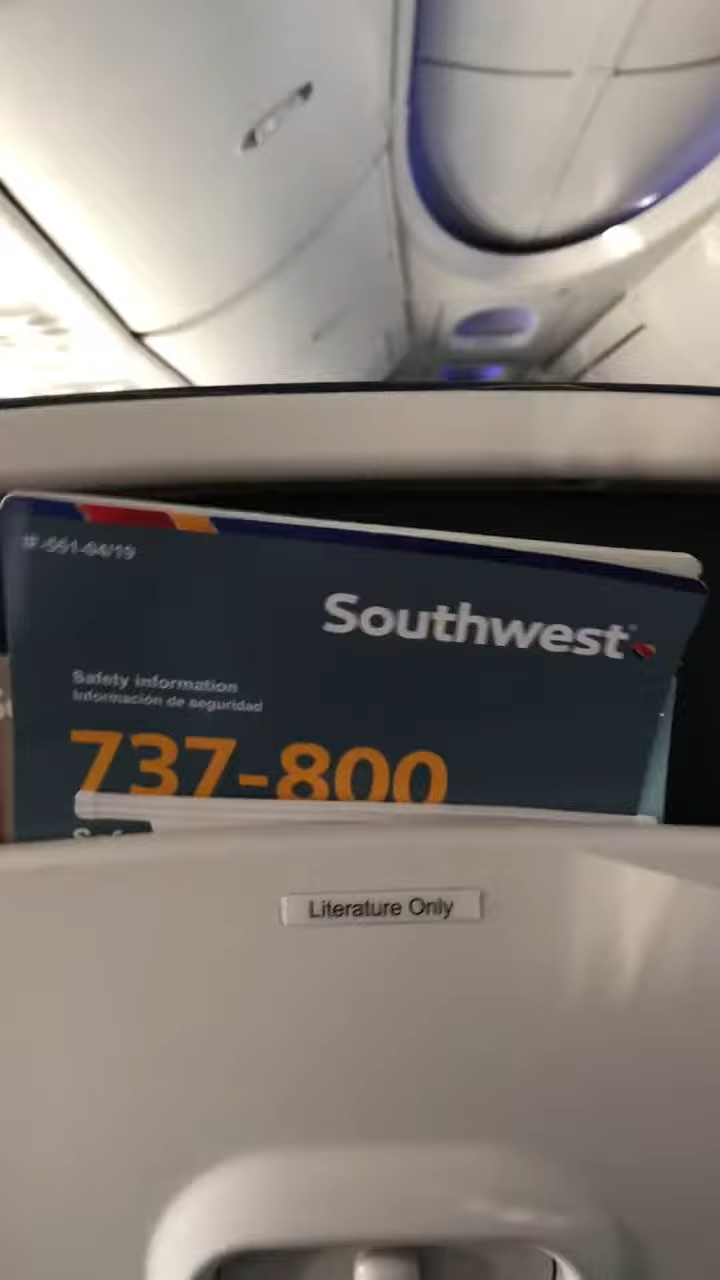 #-551-04/19
Southwest
Safety information
Información de seguridad
737-800
Literature Only